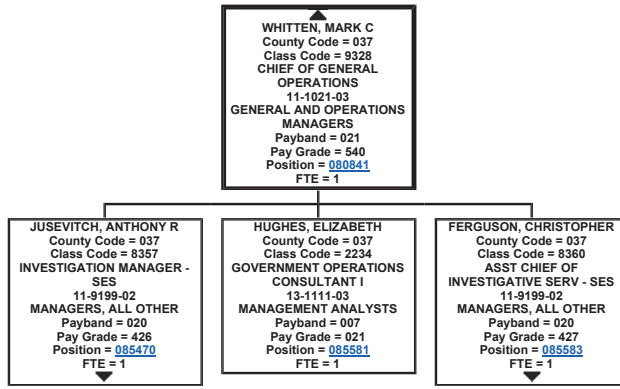 WHITTEN, MARK C
County Code = 037
Class Code = 9328
CHIEF OF GENERAL
OPERATIONS
11-1021-03
GENERAL AND OPERATIONS
MANAGERS
Payband = 021
Pay Grade = 540
Position = 080841
FTE = 1
JUSEVITCH, ANTHONY R
County Code = 037
Class Code = 8357
INVESTIGATION MANAGER -
SES
11-9199-02
MANAGERS, ALL OTHER
Payband = 020
Pay Grade = 426
Position = 085470
FTE = 1
HUGHES, ELIZABETH
County Code = 037
Class Code = 2234
GOVERNMENT OPERATIONS
CONSULTANT I
13-1111-03
MANAGEMENT ANALYSTS
Payband = 007
Pay Grade = 021
Position = 085581
FTE = 1
FERGUSON, CHRISTOPHER
County Code = 037
Class Code = 8360
ASST CHIEF OF
INVESTIGATIVE SERV - SES
11-9199-02
MANAGERS, ALL OTHER
Payband = 020
Pay Grade = 427
Position = 085583
FTE = 1